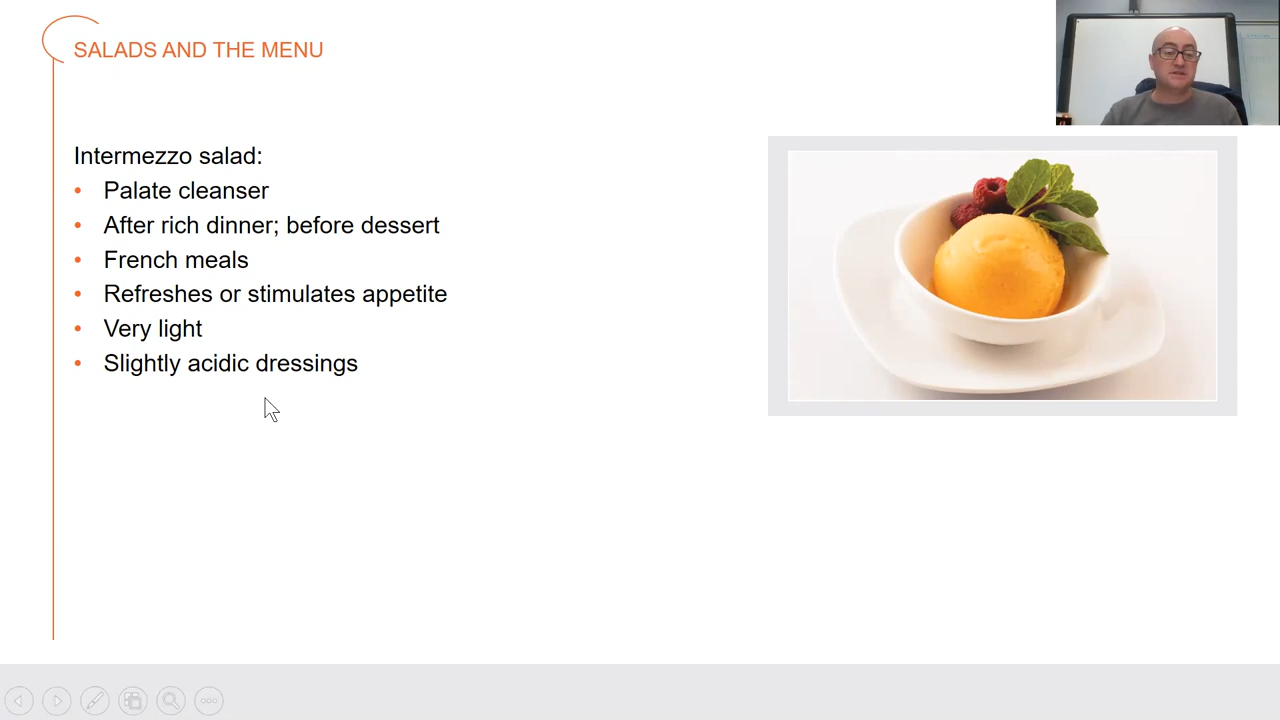 SALADS AND THE MENU
Intermezzo salad:
• Palate cleanser
• After rich dinner; before dessert
• French meals
• Refreshes or stimulates appetite
• Very light
• Slightly acidic dressings